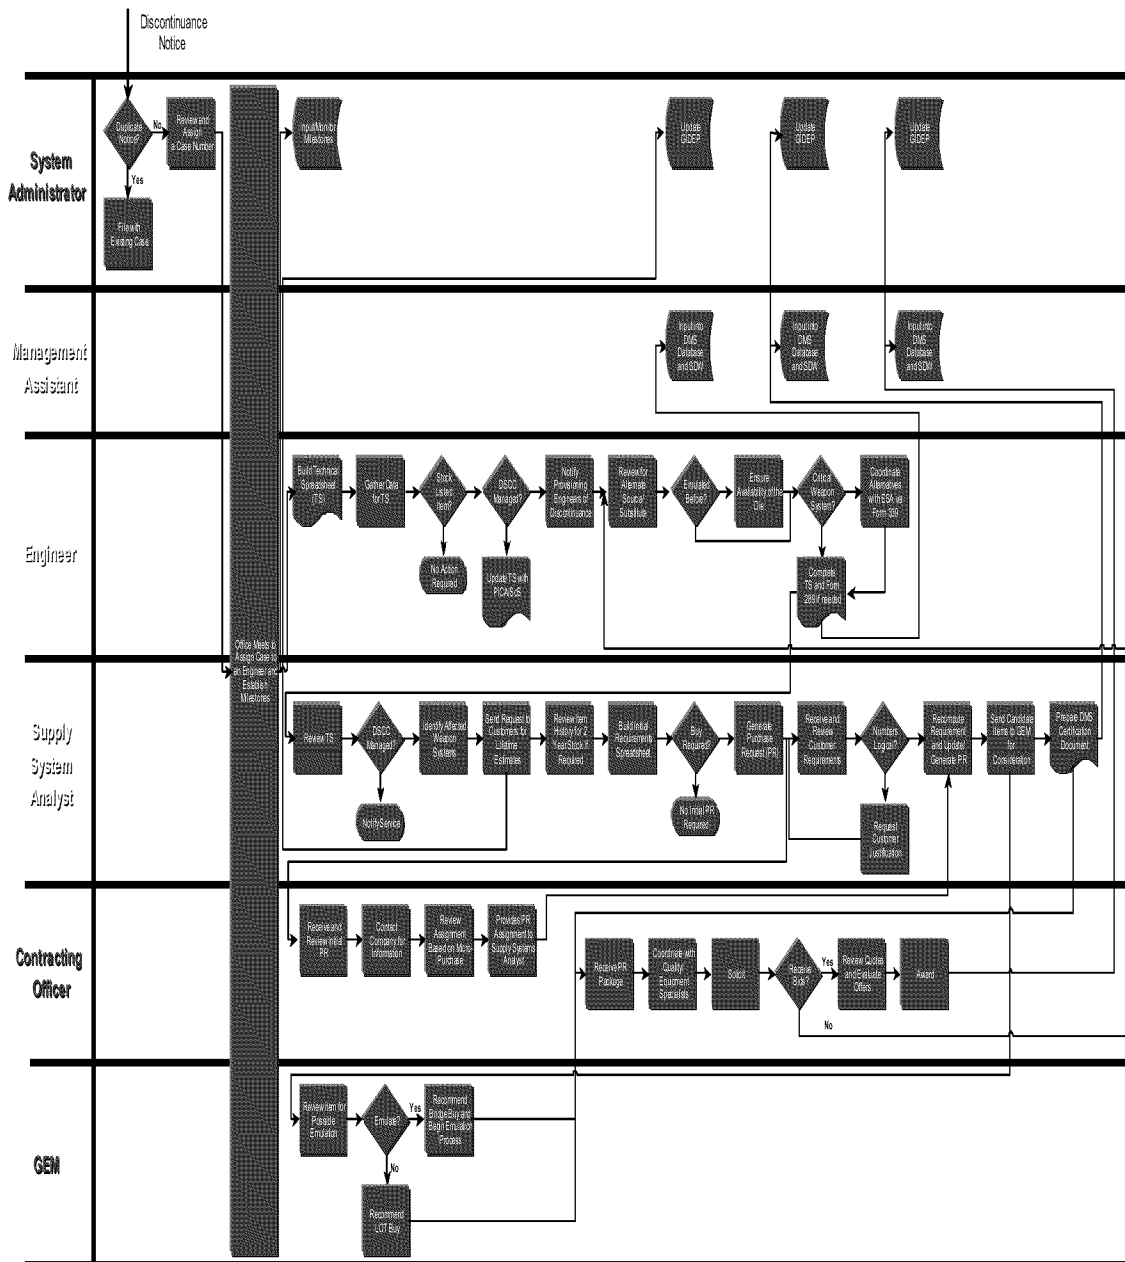 Discontinuance
Notice
System
Administrator
Duplicate
Notice?
No
Review and
Assign
a Case Number
Yes
File with
Existing Case
Input/Monitor
Milestones
Update
GIDEP
Update
GIDEP
Update
GIDEP
Management
Assistant
Input into
DMS
Database
and SDW
Input into
DMS
Database
and SDW
Input into
DMS
Database
and SDW
Engineer
Build Technical
Spreadsheet
(TS)
Gather Data
for TS
Stock
Listed
Item?
DSCC
Managed?
Notify
Provisioning
Engineers of
Discontinuance
Review for
Alternate
Source/
Substitute
Emulated
Before?
Ensure
Availability of the
Die
Critical
Weapon
System?
Coordinate
Alternatives
with ESA via
Form 339
No Action
Required
Update TS with
PICA/SoS
Complete
TS and Form
289 if needed
Office Meets to
Assign Case to
an Engineer and
Establish
Milestones
Supply
System
Analyst
Review TS
DSCC
Managed?
Identify Affected
Weapon
Systems
Send Request to
Customers for
Lifetime
Estimates
Review Item
History for 2
Year Stock if
Required
Build Initial
Requirements
Spreadsheet
Buy
Required?
Generate
Purchase
Request (PR)
Receive and
Review
Customer
Requirements
Numbers
Logical?
Recompute
Requirement
and Update/
Generate PR
Send Candidate
Items to GEM
for
Consideration
Prepare DMS
Certification
Document
Notify Service
No Initial PR
Required
Request
Customer
Justification
Contracting
Officer
Receive and
Review Initial
PR
Contact
Company for
Information
Review
Assignment
Based on Micro-
Purchase
Provides PR
Assignment to
Supply Systems
Analyst
Receive PR
Package
Coordinate with
Quality/
Equipment
Specialists
Solicit
Receive
Bids?
Yes
Review Quotes
and Evaluate
Offers
Award
No
GEM
Review Item for
Possible
Emulation
Emulate?
Yes
Recommend
Bridge Buy and
Begin Emulation
Process
No
Recommend
LOT Buy